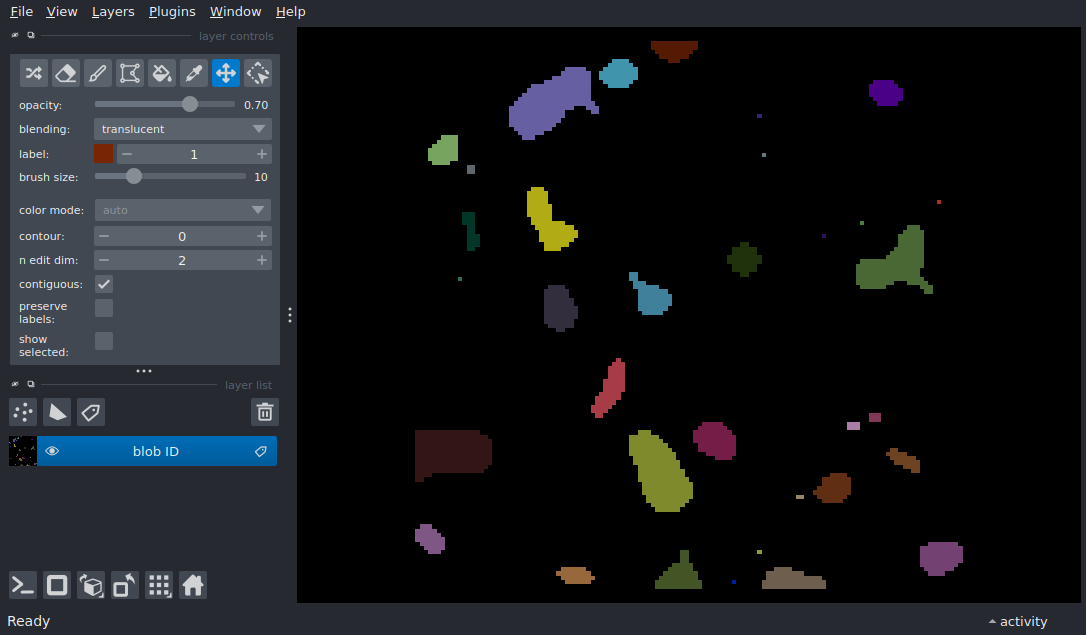 File View Layers Plugins Window Help
layer controls
opacity: 0.70
blending: translucent
label: 1
brush size: 10
color mode: auto
contour: 0
n edit dim: 2
contiguous:
preserve
labels:
show
selected:
layer list
blob ID
Ready
activity